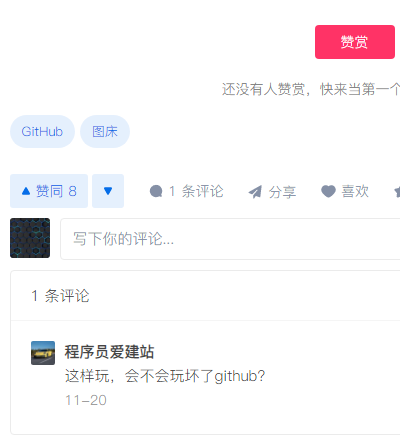 赞赏
还没有人赞赏，快来当第一个
GitHub 图床
赞同 8 1 条评论 分享 喜欢
写下你的评论...
1 条评论
程序员爱建站
这样玩，会不会玩坏了github？
11-20